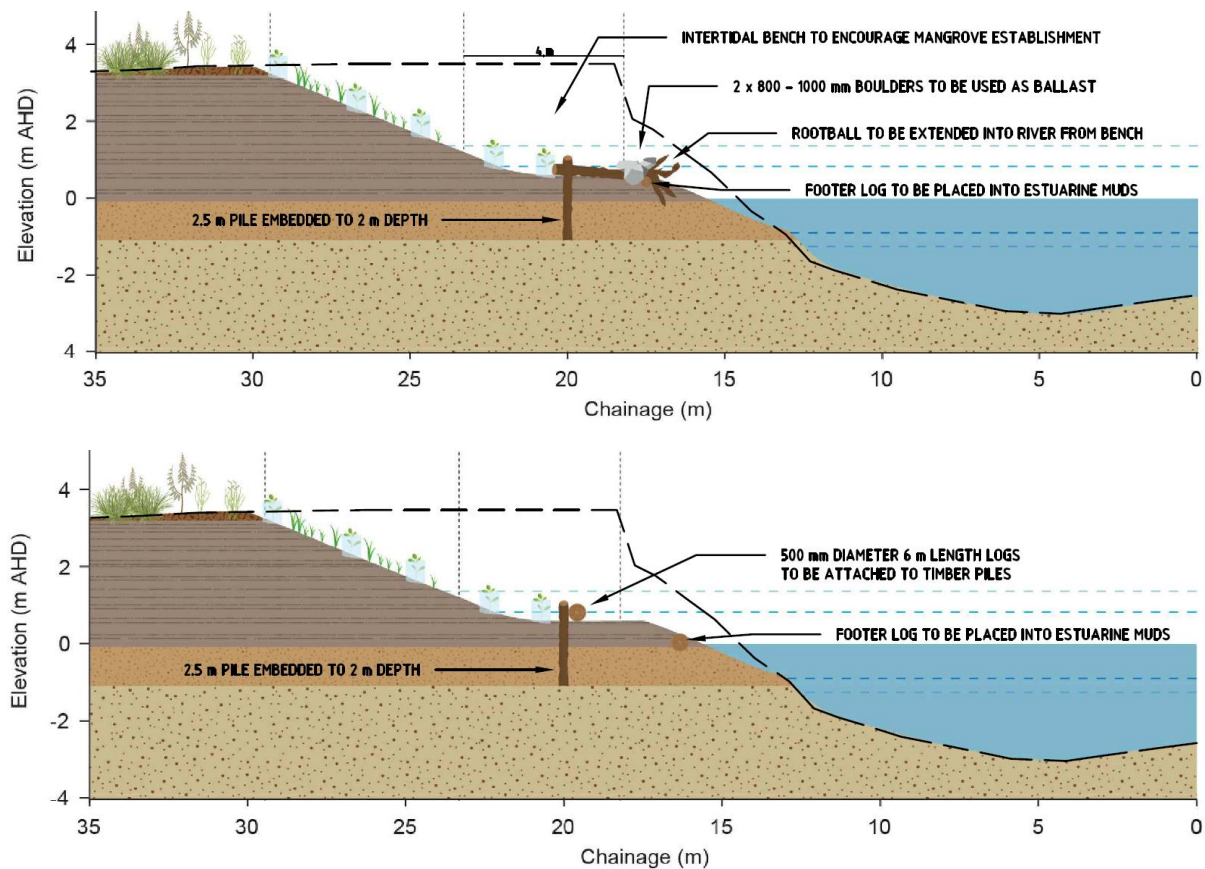 INTERTIDAL BENCH TO ENCOURAGE MANGROVE ESTABLISHMENT
2 x 800 - 1000 mm BOULDERS TO BE USED AS BALLAST
ROOTBALL TO BE EXTENDED INTO RIVER FROM BENCH
FOOTER LOG TO BE PLACED INTO ESTUARINE MUDS
2.5 m PILE EMBEDDED TO 2 m DEPTH
Elevation (m AHD)
4
2
0
-2
4
35
30
25
20
15
10
5
0
Chainage (m)
500 mm DIAMETER 6 m LENGTH LOGS
TO BE ATTACHED TO TIMBER PILES
FOOTER LOG TO BE PLACED INTO ESTUARINE MUDS
2.5 m PILE EMBEDDED TO 2 m DEPTH
Elevation (m AHD)
4
2
0
-2
-4
35
30
25
20
15
10
5
0
Chainage (m)